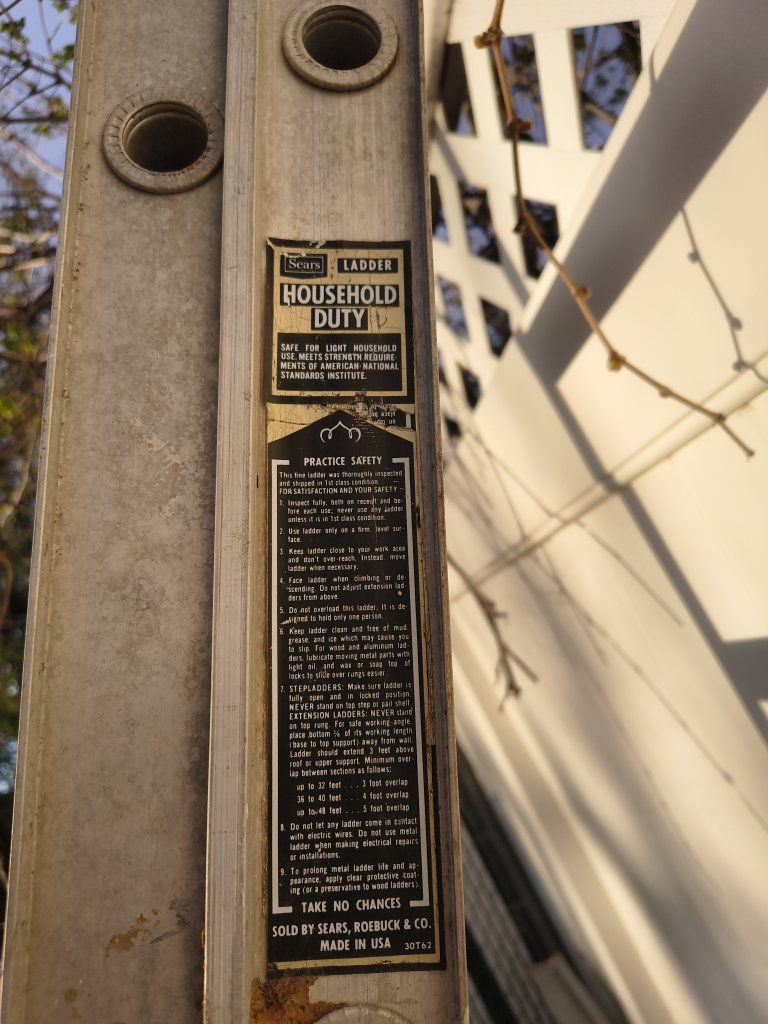 Sears LADDER
HOUSEHOLD
DUTY
SAFE FOR LIGHT HOUSEHOLD
USE. MEETS STRENGTH REQUIRE-
MENTS OF AMERICAN-NATIONAL
STANDARDS INSTITUTE.
PRACTICE SAFETY
This fine ladder was thoroughly inspected
and shipped in 1st class condition. —
FOR SATISFACTION AND YOUR SAFETY —
1. Inspect fully, both on receipt and be-
fore each use; never use any ladder
unless it is in 1st class condition.
2. Use ladder only on a firm, level sur-
face.
3. Keep ladder close to your work area
and don't over-reach. Instead, move
ladder when necessary.
4. Face ladder when climbing or de-
scending. Do not adjust extension lad-
ders from above.
5. Do not overload this ladder. It is de-
signed to hold only one person.
6. Keep ladder clean and free of mud,
grease, and ice which may cause you
to slip. For wood and aluminum lad-
ders, lubricate moving metal parts with
light oil, and wax or soap top of
locks to slide over rungs easier.
7. STEPLADDERS: Make sure ladder is
fully open and in locked position.
NEVER stand on top step or pail shelf.
EXTENSION LADDERS: NEVER stand
on top rung. For safe working-angle,
place bottom ¼ of its working length
(base to top support) away from wall.
Ladder should extend 3 feet above
roof or upper support. Minimum over-
lap between sections as follows:
up to 32 feet . . . 3 foot overlap
36 to 40 feet . . . 4 foot overlap
up to 48 feet . . . 5 foot overlap
8. Do not let any ladder come in contact
with electric wires. Do not use metal
ladder when making electrical repairs
or installations.
9. To prolong metal ladder life and ap-
pearance, apply clear protective coat-
ing (or a preservative to wood ladders).
TAKE NO CHANCES
SOLD BY SEARS, ROEBUCK & CO.
MADE IN USA 30T62